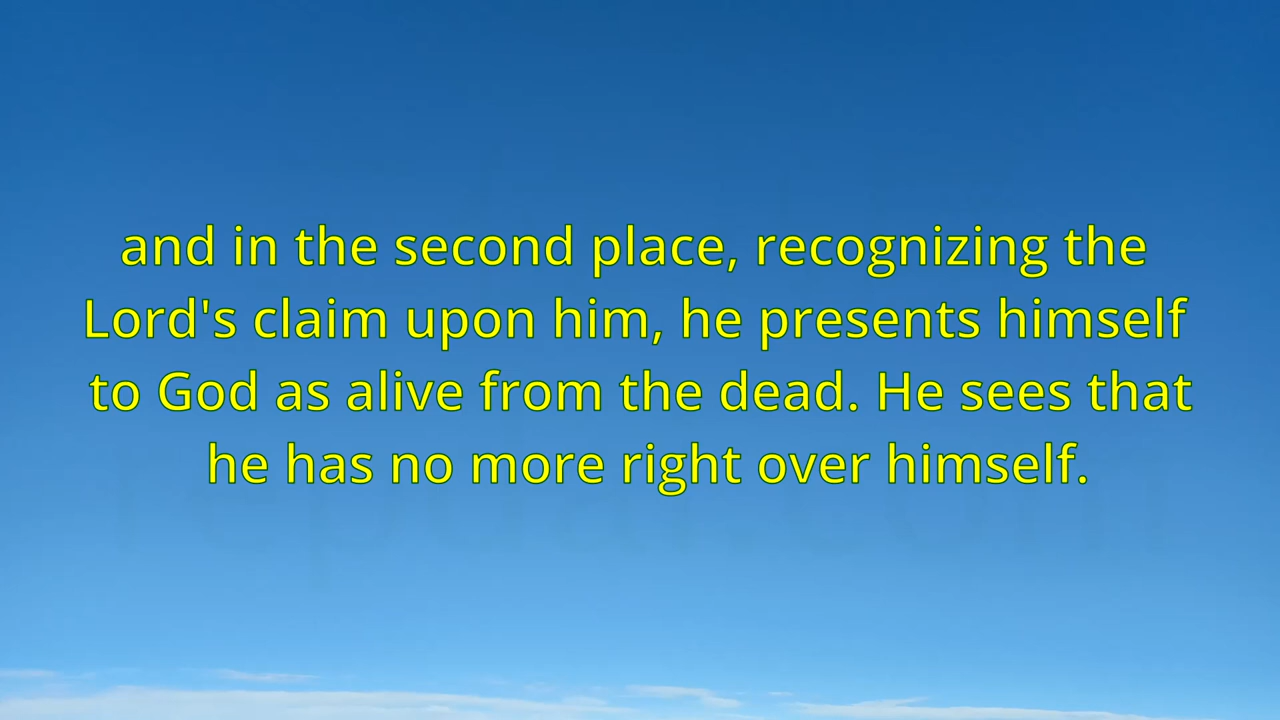 and in the second place, recognizing the
Lord's claim upon him, he presents himself
to God as alive from the dead. He sees that
he has no more right over himself.